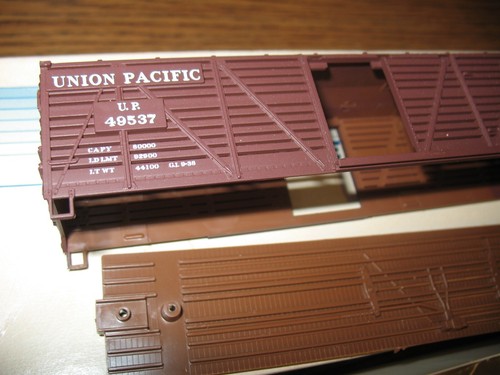 UNION PACIFIC
U.P.
49537
CAPY 80000
LD LMT 92900
LT WT 44100 G.I. 9-38